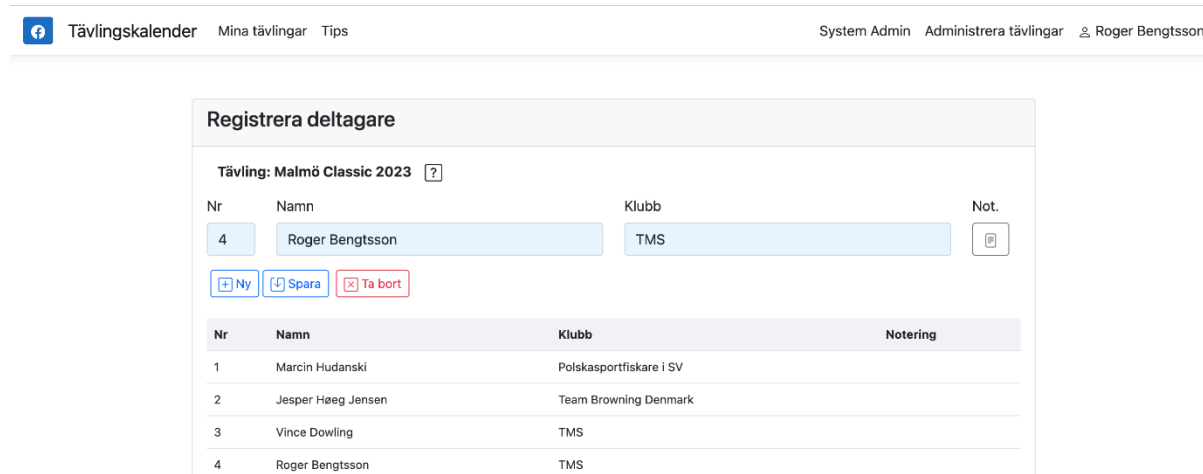 Tävlingskalender Mina tävlingar Tips System Admin Administrera tävlingar Roger Bengtsson
Registrera deltagare
Tävling: Malmö Classic 2023 ?
Nr Namn Klubb Not.
4 Roger Bengtsson TMS
Ny Spara Ta bort
Nr Namn Klubb Notering
1 Marcin Hudanski Polskasportfiskare i SV
2 Jesper Høeg Jensen Team Browning Denmark
3 Vince Dowling TMS
4 Roger Bengtsson TMS